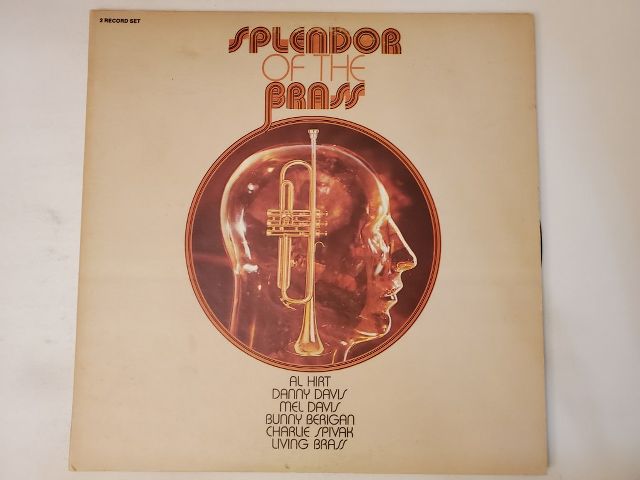 2 RECORD SET
SPLENDOR
OF THE
BRASS
AL HIRT
DANNY DAVIS
MEL DAVIS
BUNNY BERIGAN
CHARLIE SPIVAK
LIVING BRASS